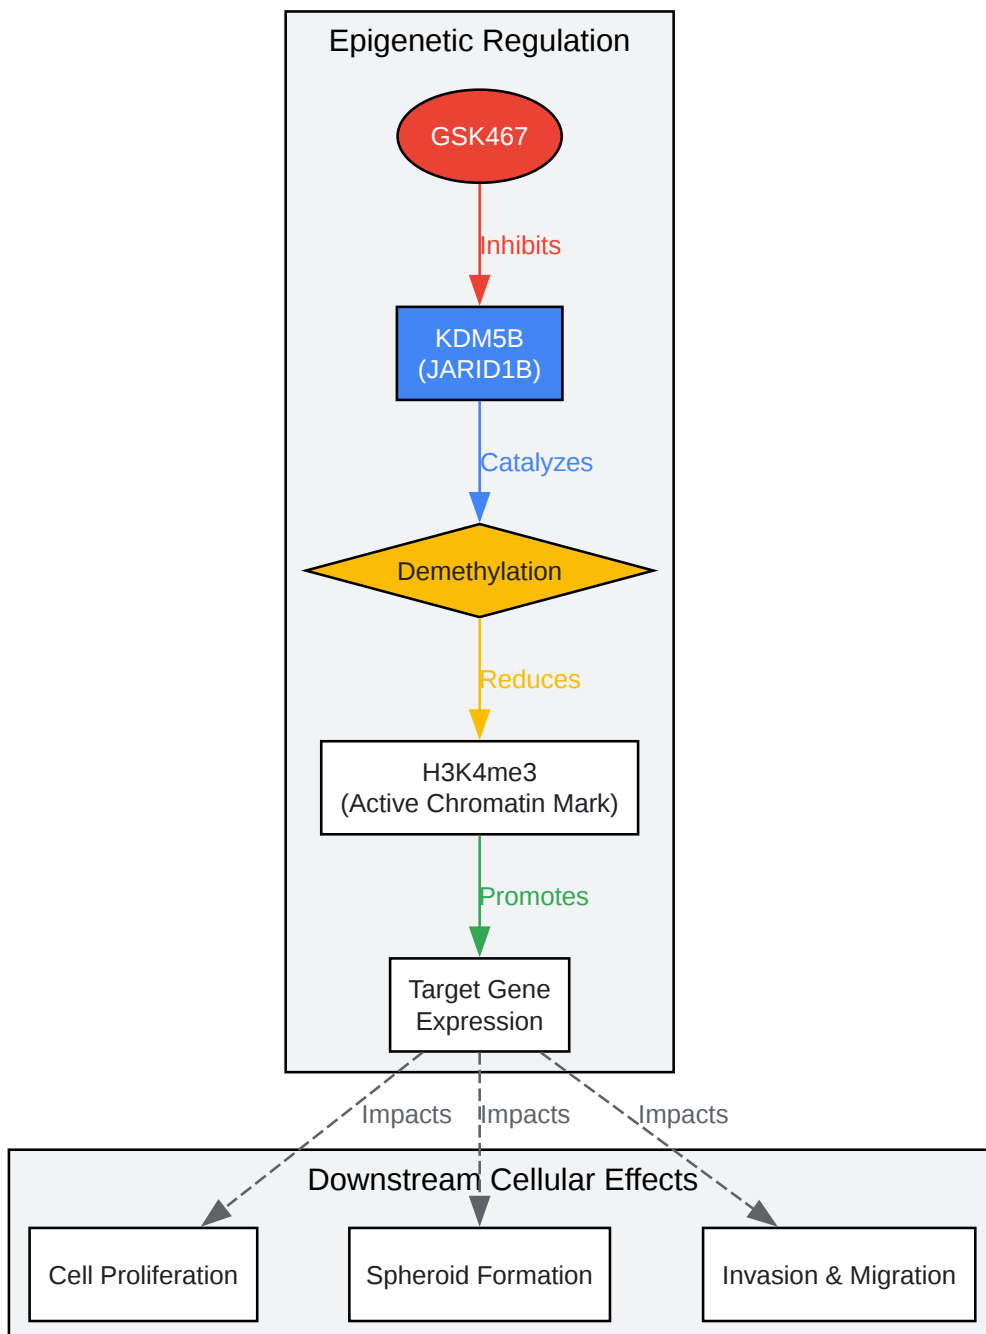 Epigenetic Regulation
GSK467
Inhibits
KDM5B
(JARID1B)
Catalyzes
Demethylation
Reduces
H3K4me3
(Active Chromatin Mark)
Promotes
Target Gene
Expression
Impacts
Impacts
Impacts
Downstream Cellular Effects
Cell Proliferation
Spheroid Formation
Invasion & Migration